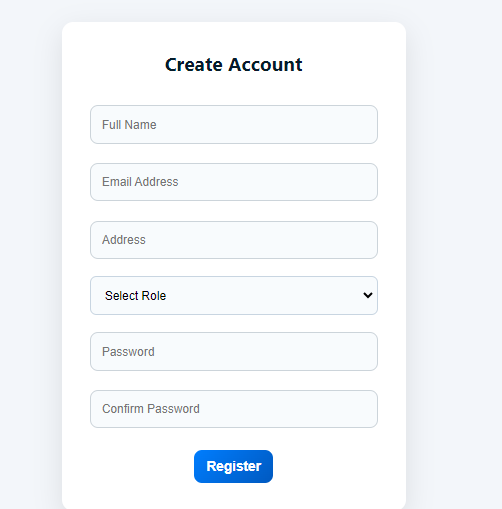 Create Account
Full Name
Email Address
Address
Select Role
Password
Confirm Password
Register